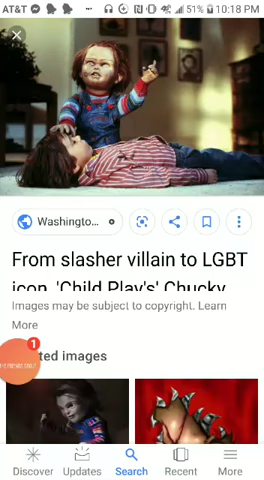 AT&T 51% 10:18 PM
Washingto...
From slasher villain to LGBT
icon, 'Child Play's' Chucky
Images may be subject to copyright. Learn
More
1
ted images
Discover Updates Search Recent More